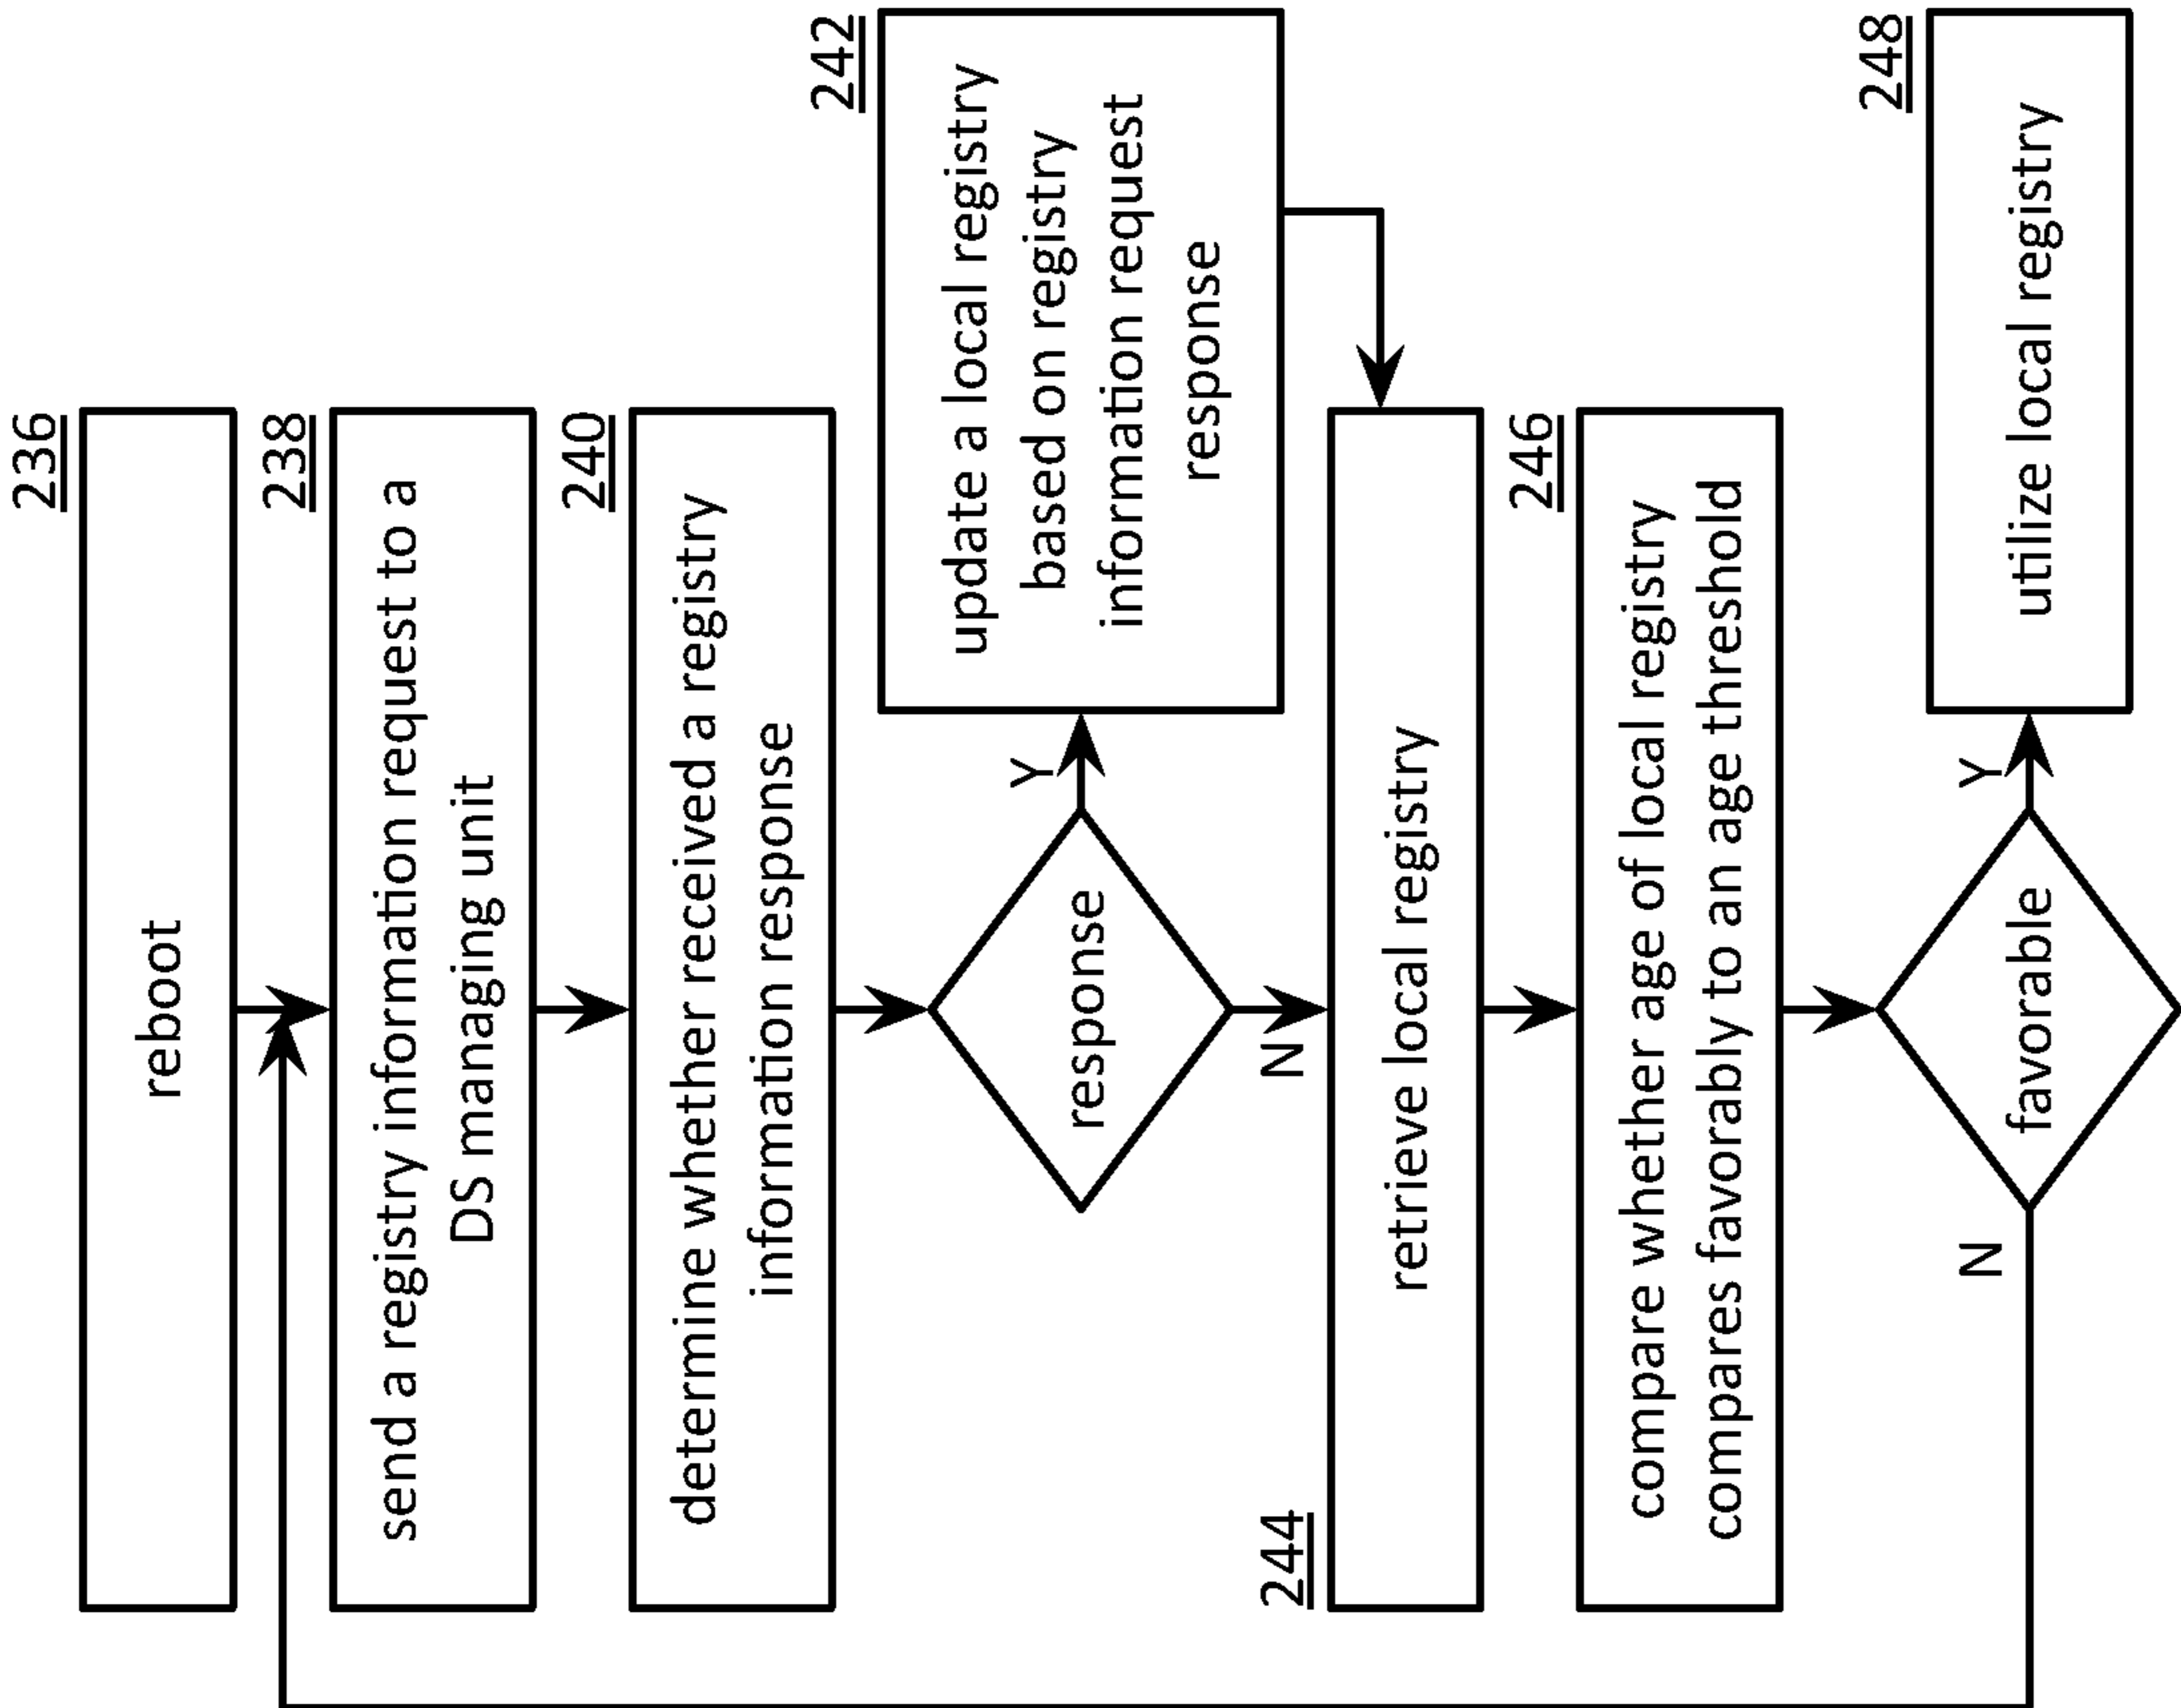 236
reboot
238
send a registry information request to a
DS managing unit
240
determine whether received a registry
information response
response
Y
N
242
update a local registry
based on registry
information request
response
244
retrieve local registry
246
compare whether age of local registry
compares favorably to an age threshold
favorable
N
Y
248
utilize local registry